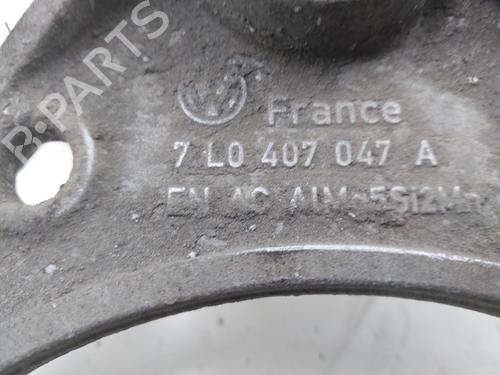 B-PARTS
France
7 L0 407 047 A
EN AC AlMg5Si2Mn